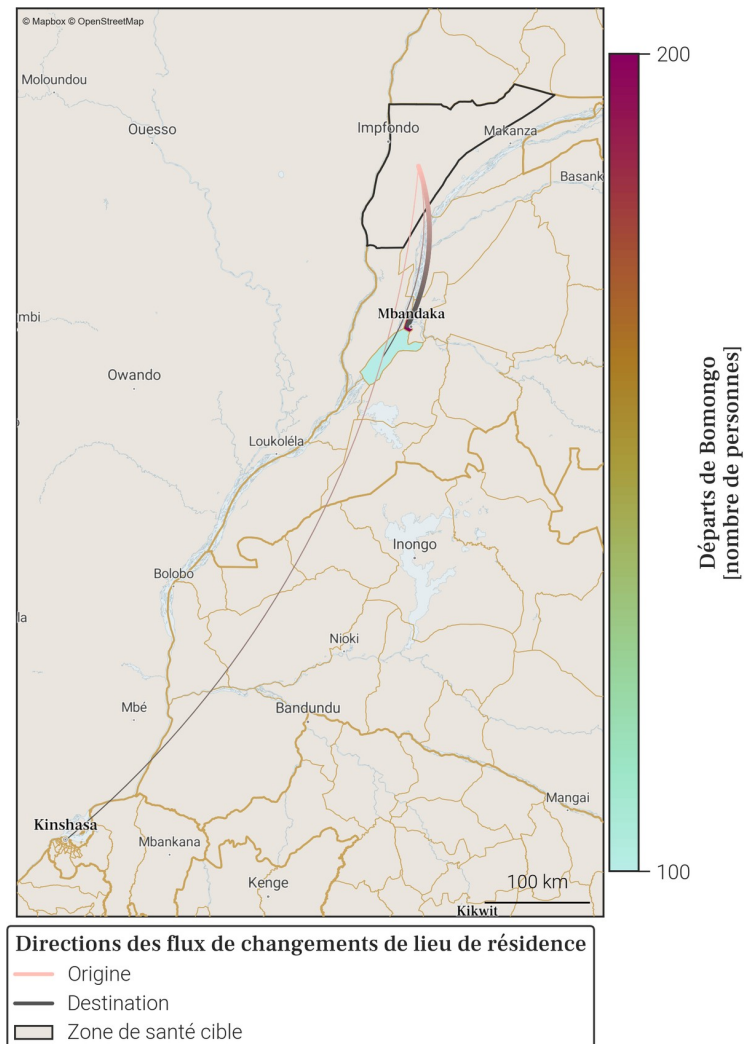 © Mapbox © OpenStreetMap
200
Moloundou
Ouesso
Impfondo
Makanza
Basank
mbi
Mbandaka
Owando
Loukoléla
Inongo
Bolobo
la
Nioki
Mbé
Bandundu
Mangai
Kinshasa
Mbankana
Kenge
100 km
Kikwit
100
Départs de Bomongo
[nombre de personnes]
Directions des flux de changements de lieu de résidence
Origine
Destination
Zone de santé cible